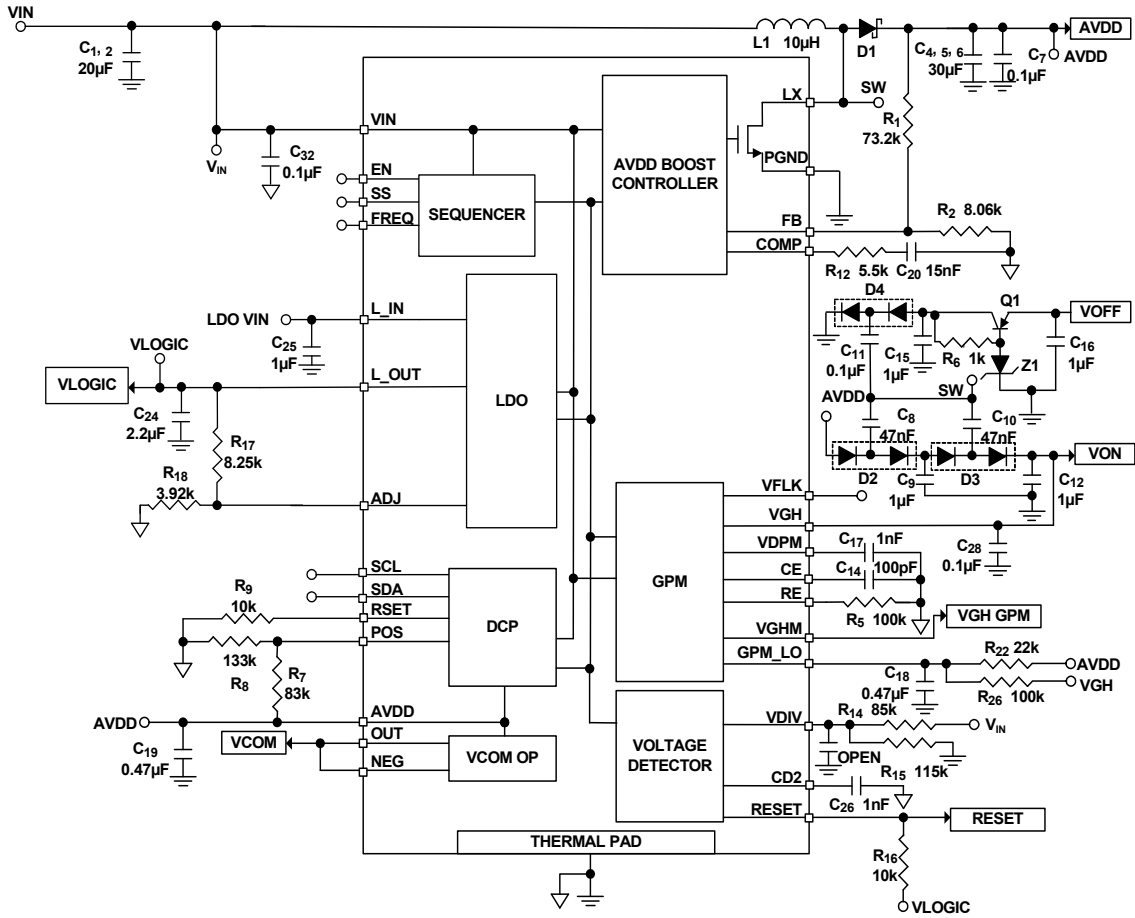 VIN
C1, 2
20µF
L1 10µH
D1
C4, 5, 6
30µF
C7
0.1µF
AVDD
AVDD
SW
R1
73.2k
VIN
C32
0.1µF
VIN
EN
SS
FREQ
SEQUENCER
AVDD BOOST
CONTROLLER
LX
PGND
FB
COMP
R2 8.06k
R12 5.5k
C20 15nF
D4
Q1
VOFF
C11
0.1µF
C15
1µF
R6 1k
Z1
C16
1µF
SW
AVDD
C8
47nF
C10
47nF
D2
C9
1µF
D3
VON
C12
1µF
LDO VIN
C25
1µF
L_IN
VLOGIC
VLOGIC
L_OUT
LDO
C24
2.2µF
R17
8.25k
R18
3.92k
ADJ
VFLK
VGH
VDPM
CE
RE
VGHM
GPM_LO
GPM
C17 1nF
C14 100pF
R5 100k
C28
0.1µF
VGH GPM
R22 22k
AVDD
C18
0.47µF
R26 100k
VGH
SCL
SDA
RSET
POS
DCP
R9
10k
133k
R8
R7
83k
AVDD
AVDD
C19
0.47µF
VCOM
OUT
NEG
VCOM OP
VOLTAGE
DETECTOR
VDIV
R14 85k
VIN
OPEN
R15 115k
CD2
C26 1nF
RESET
RESET
R16
10k
VLOGIC
THERMAL PAD